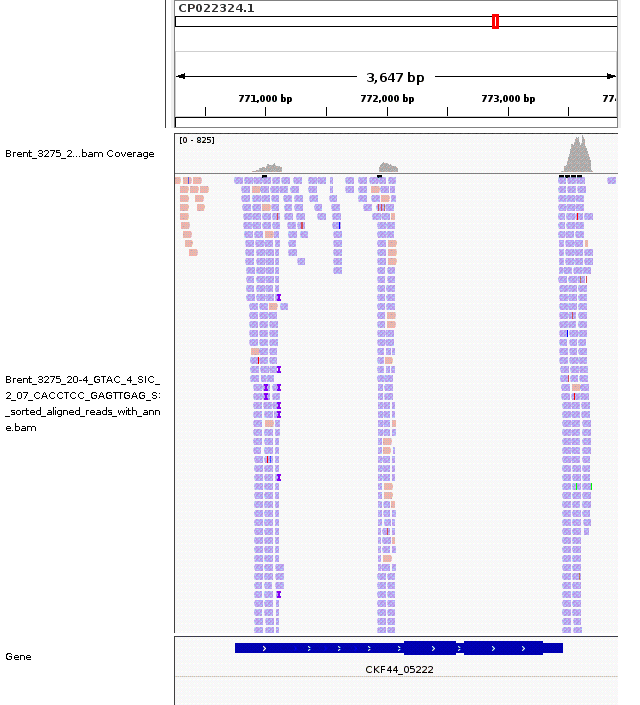 CP022324.1
3,647 bp
771,000 bp 772,000 bp 773,000 bp 774
[0 - 825]
Brent_3275_2...bam Coverage
Brent_3275_20-4_GTAC_4_SIC_
2_07_CACCTCC_GAGTTGAG_S:
_sorted_aligned_reads_with_ann
e.bam
Gene
CKF44_05222